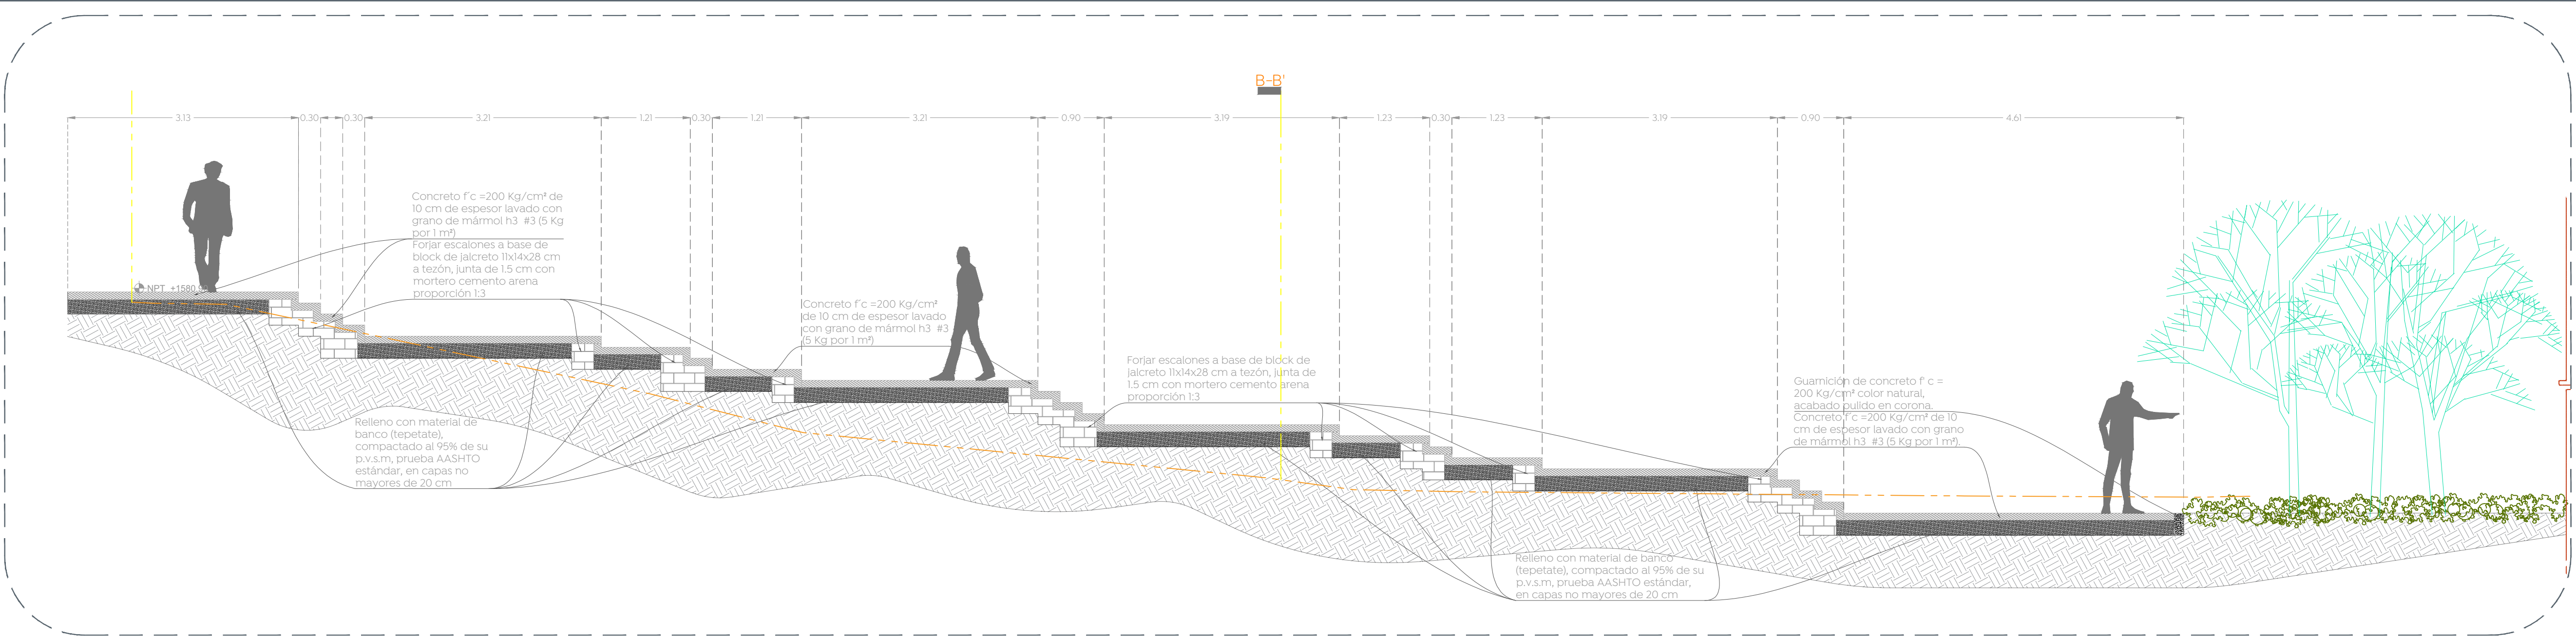 B-B'
3.13 0.30 0.30 3.21 1.21 0.30 1.21 3.21 0.90 3.19 1.23 0.30 1.23 3.19 0.90 4.61
Concreto f´c =200 Kg/cm² de
10 cm de espesor lavado con
grano de mármol h3 #3 (5 Kg
por 1 m²)
Forjar escalones a base de
block de jalcreto 11x14x28 cm
a tezón, junta de 1.5 cm con
mortero cemento arena
proporción 1:3
NPT +1580.9
Concreto f´c =200 Kg/cm²
de 10 cm de espesor lavado
con grano de mármol h3 #3
(5 Kg por 1 m²)
Forjar escalones a base de block de
jalcreto 11x14x28 cm a tezón, junta de
1.5 cm con mortero cemento arena
proporción 1:3
Guarnición de concreto f' c =
200 Kg/cm² color natural,
acabado pulido en corona.
Concreto f´c =200 Kg/cm² de 10
cm de espesor lavado con grano
de mármol h3 #3 (5 Kg por 1 m²).
Relleno con material de
banco (tepetate),
compactado al 95% de su
p.v.s.m, prueba AASHTO
estándar, en capas no
mayores de 20 cm
Relleno con material de banco
(tepetate), compactado al 95% de su
p.v.s.m, prueba AASHTO estándar,
en capas no mayores de 20 cm